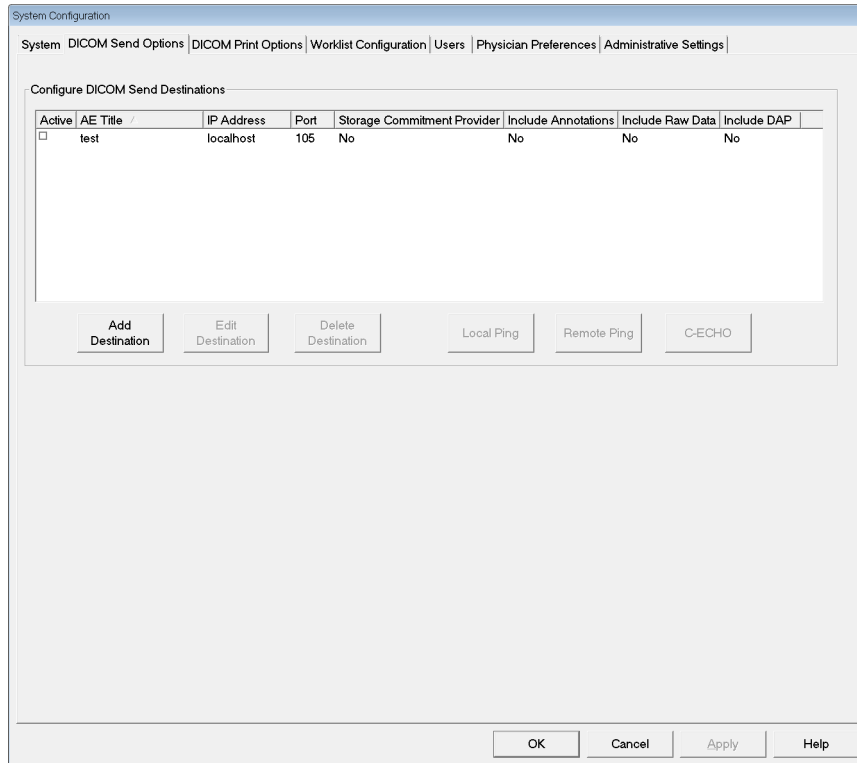 System Configuration
System DICOM Send Options DICOM Print Options Worklist Configuration Users Physician Preferences Administrative Settings
Configure DICOM Send Destinations
Active AE Title IP Address Port Storage Commitment Provider Include Annotations Include Raw Data Include DAP
test localhost 105 No No No No
Add Destination
Edit Destination
Delete Destination
Local Ping
Remote Ping
C-ECHO
OK Cancel Apply Help